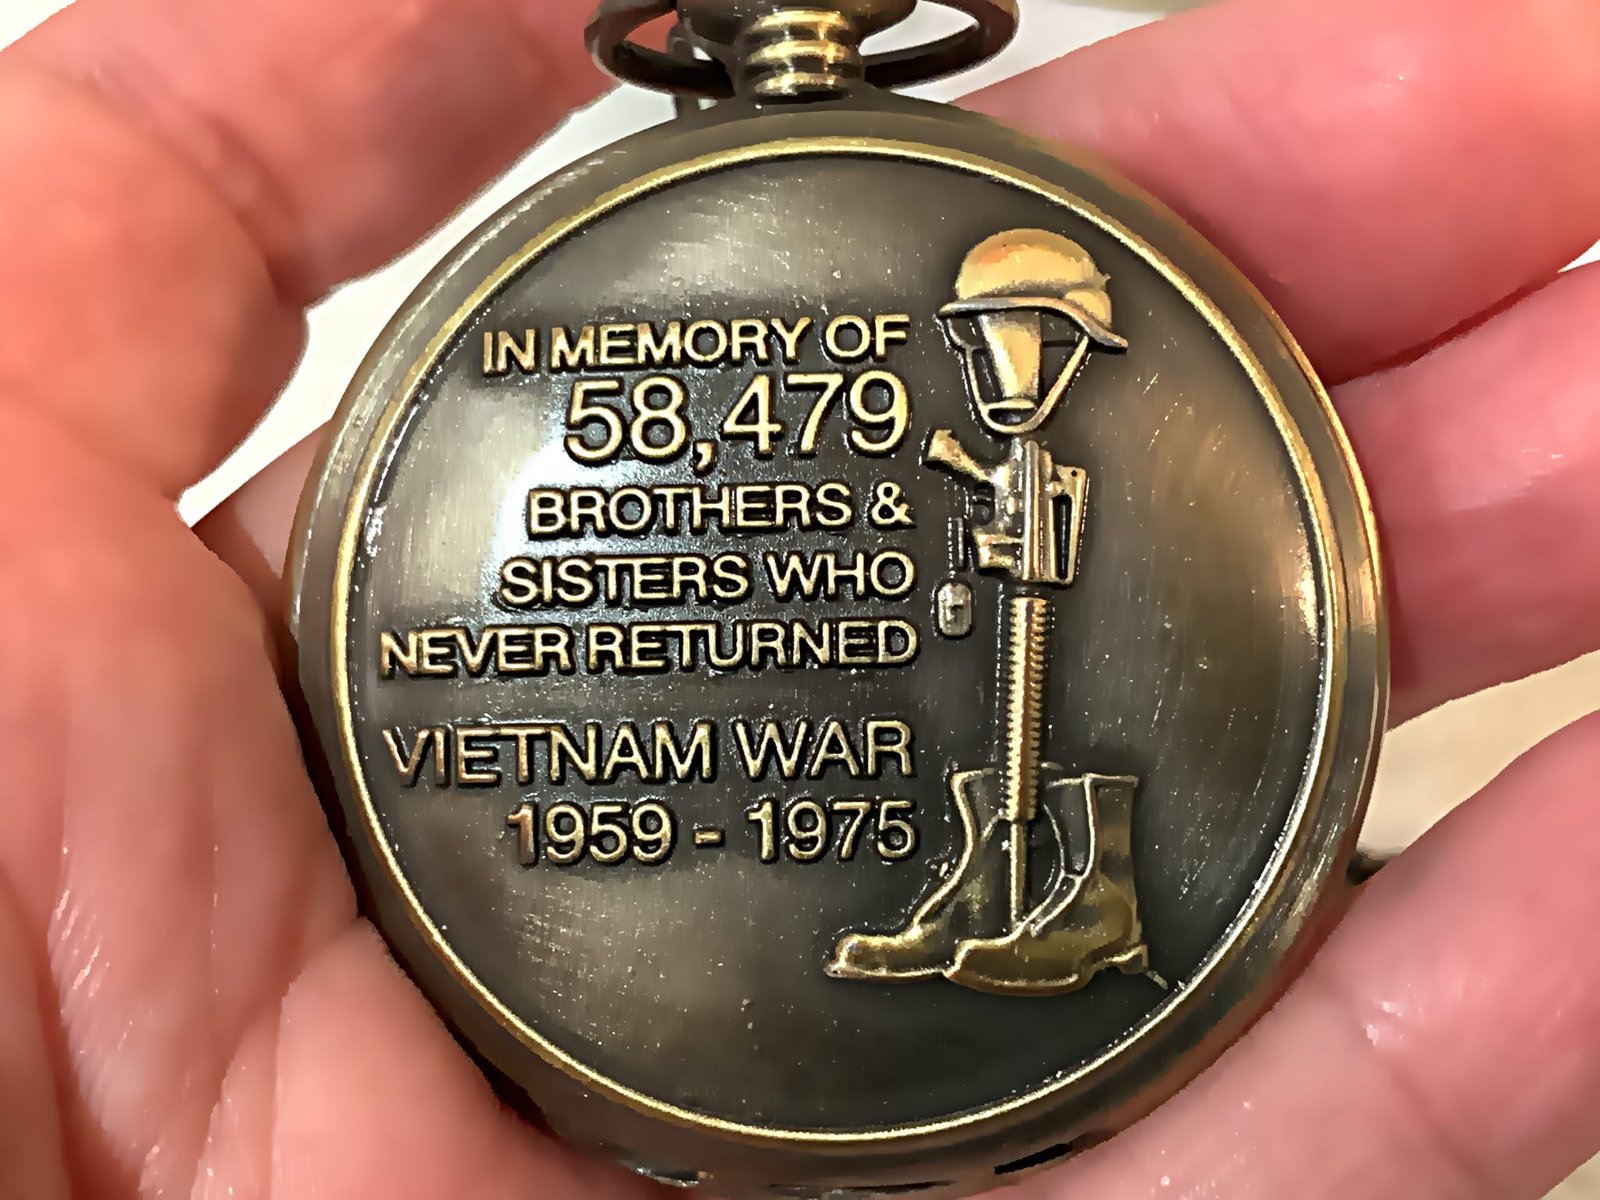 IN MEMORY OF
58,479
BROTHERS &
SISTERS WHO
NEVER RETURNED
VIETNAM WAR
1959 - 1975